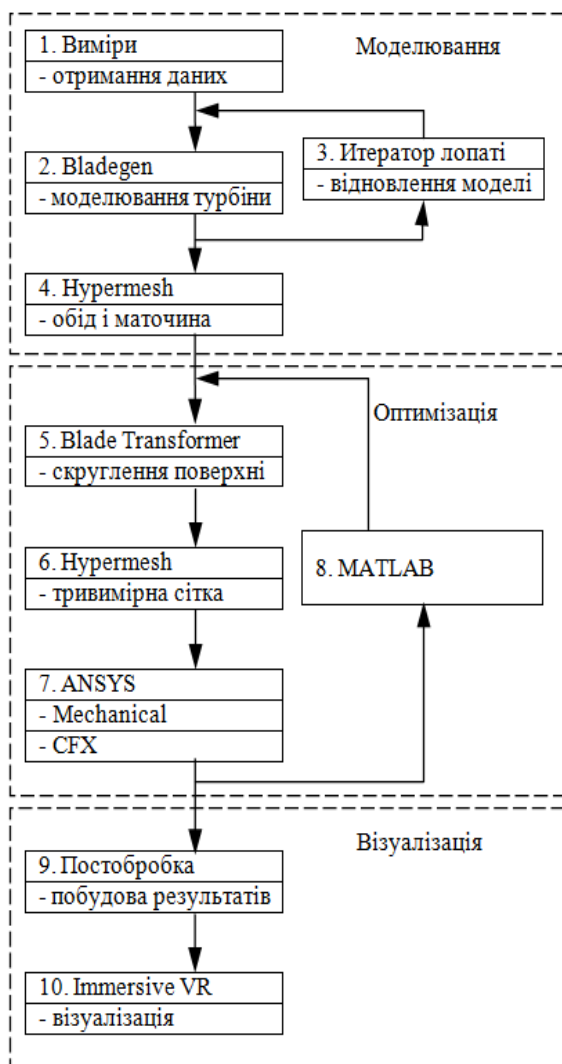 Моделювання
1. Виміри
- отримання даних
2. Bladegen
- моделювання турбіни
3. Итератор лопаті
- відновлення моделі
4. Hypermesh
- обід і маточина
Оптимізація
5. Blade Transformer
- скруглення поверхні
6. Hypermesh
- тривимірна сітка
7. ANSYS
- Mechanical
- CFX
8. MATLAB
Візуалізація
9. Постобробка
- побудова результатів
10. Immersive VR
- візуалізація